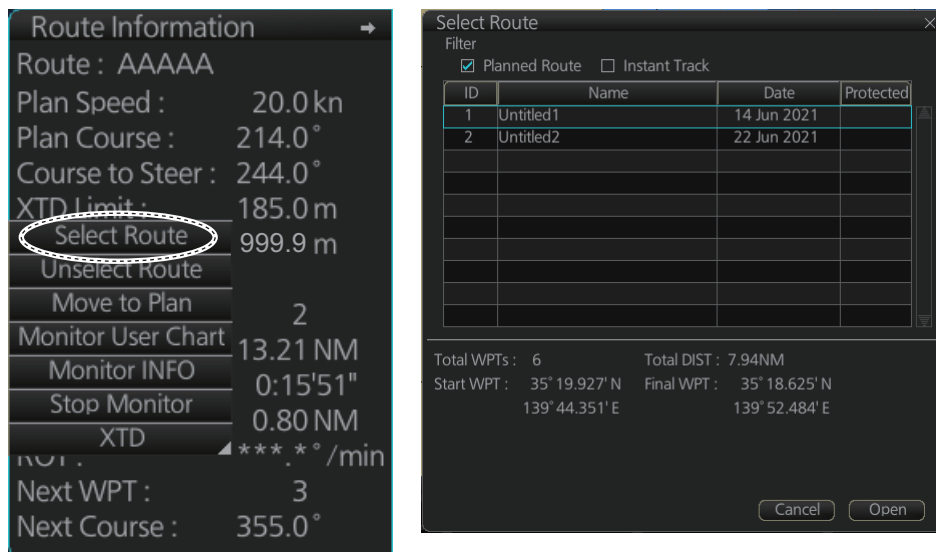 Route Information
Route : AAAAA
Plan Speed : 20.0 kn
Plan Course : 214.0°
Course to Steer : 244.0°
XTD Limit : 185.0 m
Select Route 999.9 m
Unselect Route
Move to Plan 2
Monitor User Chart 13.21 NM
Monitor INFO 0:15'51"
Stop Monitor 0.80 NM
XTD
ROT : ***.*°/min
Next WPT : 3
Next Course : 355.0°
Select Route
Filter
Planned Route Instant Track
ID Name Date Protected
1 Untitled1 14 Jun 2021
2 Untitled2 22 Jun 2021
Total WPTs : 6 Total DIST : 7.94NM
Start WPT : 35°19.927' N Final WPT : 35°18.625' N
139°44.351' E 139°52.484' E
Cancel Open